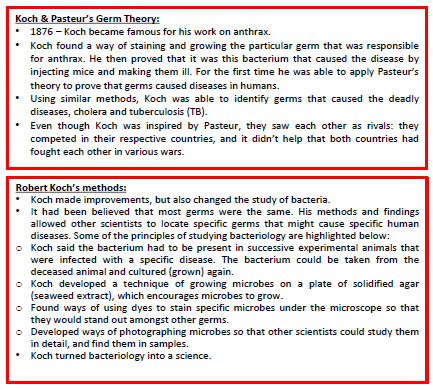 Koch & Pasteur's Germ Theory:
• 1876 – Koch became famous for his work on anthrax.
• Koch found a way of staining and growing the particular germ that was responsible
for anthrax. He then proved that it was this bacterium that caused the disease by
injecting mice and making them ill. For the first time he was able to apply Pasteur's
theory to prove that germs caused diseases in humans.
• Using similar methods, Koch was able to identify germs that caused the deadly
diseases, cholera and tuberculosis (TB).
• Even though Koch was inspired by Pasteur, they saw each other as rivals: they
competed in their respective countries, and it didn't help that both countries had
fought each other in various wars.
Robert Koch's methods:
• Koch made improvements, but also changed the study of bacteria.
• It had been believed that most germs were the same. His methods and findings
allowed other scientists to locate specific germs that might cause specific human
diseases. Some of the principles of studying bacteriology are highlighted below:
o Koch said the bacterium had to be present in successive experimental animals that
were infected with a specific disease. The bacterium could be taken from the
deceased animal and cultured (grown) again.
o Koch developed a technique of growing microbes on a plate of solidified agar
(seaweed extract), which encourages microbes to grow.
o Found ways of using dyes to stain specific microbes under the microscope so that
they would stand out amongst other germs.
o Developed ways of photographing microbes so that other scientists could study them
in detail, and find them in samples.
• Koch turned bacteriology into a science.